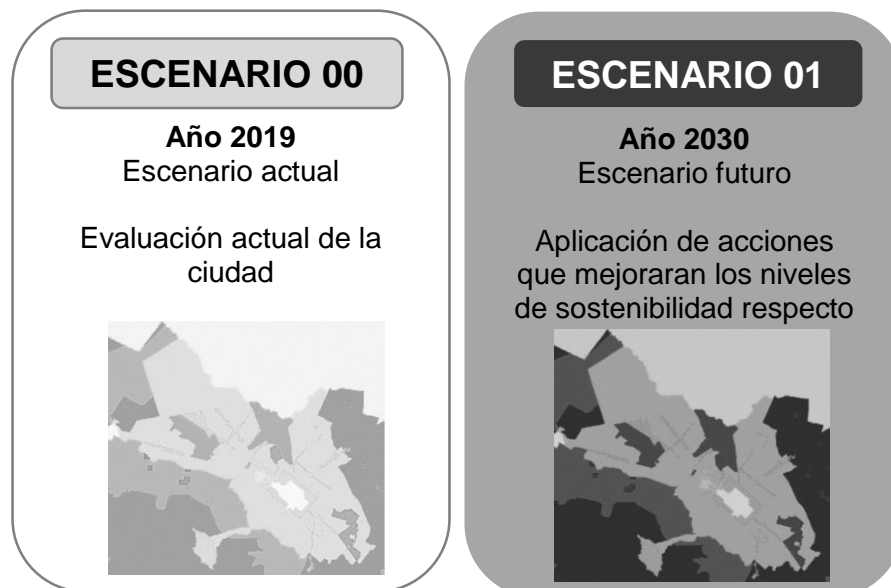 ESCENARIO 00
Año 2019
Escenario actual
Evaluación actual de la
ciudad
ESCENARIO 01
Año 2030
Escenario futuro
Aplicación de acciones
que mejoraran los niveles
de sostenibilidad respecto